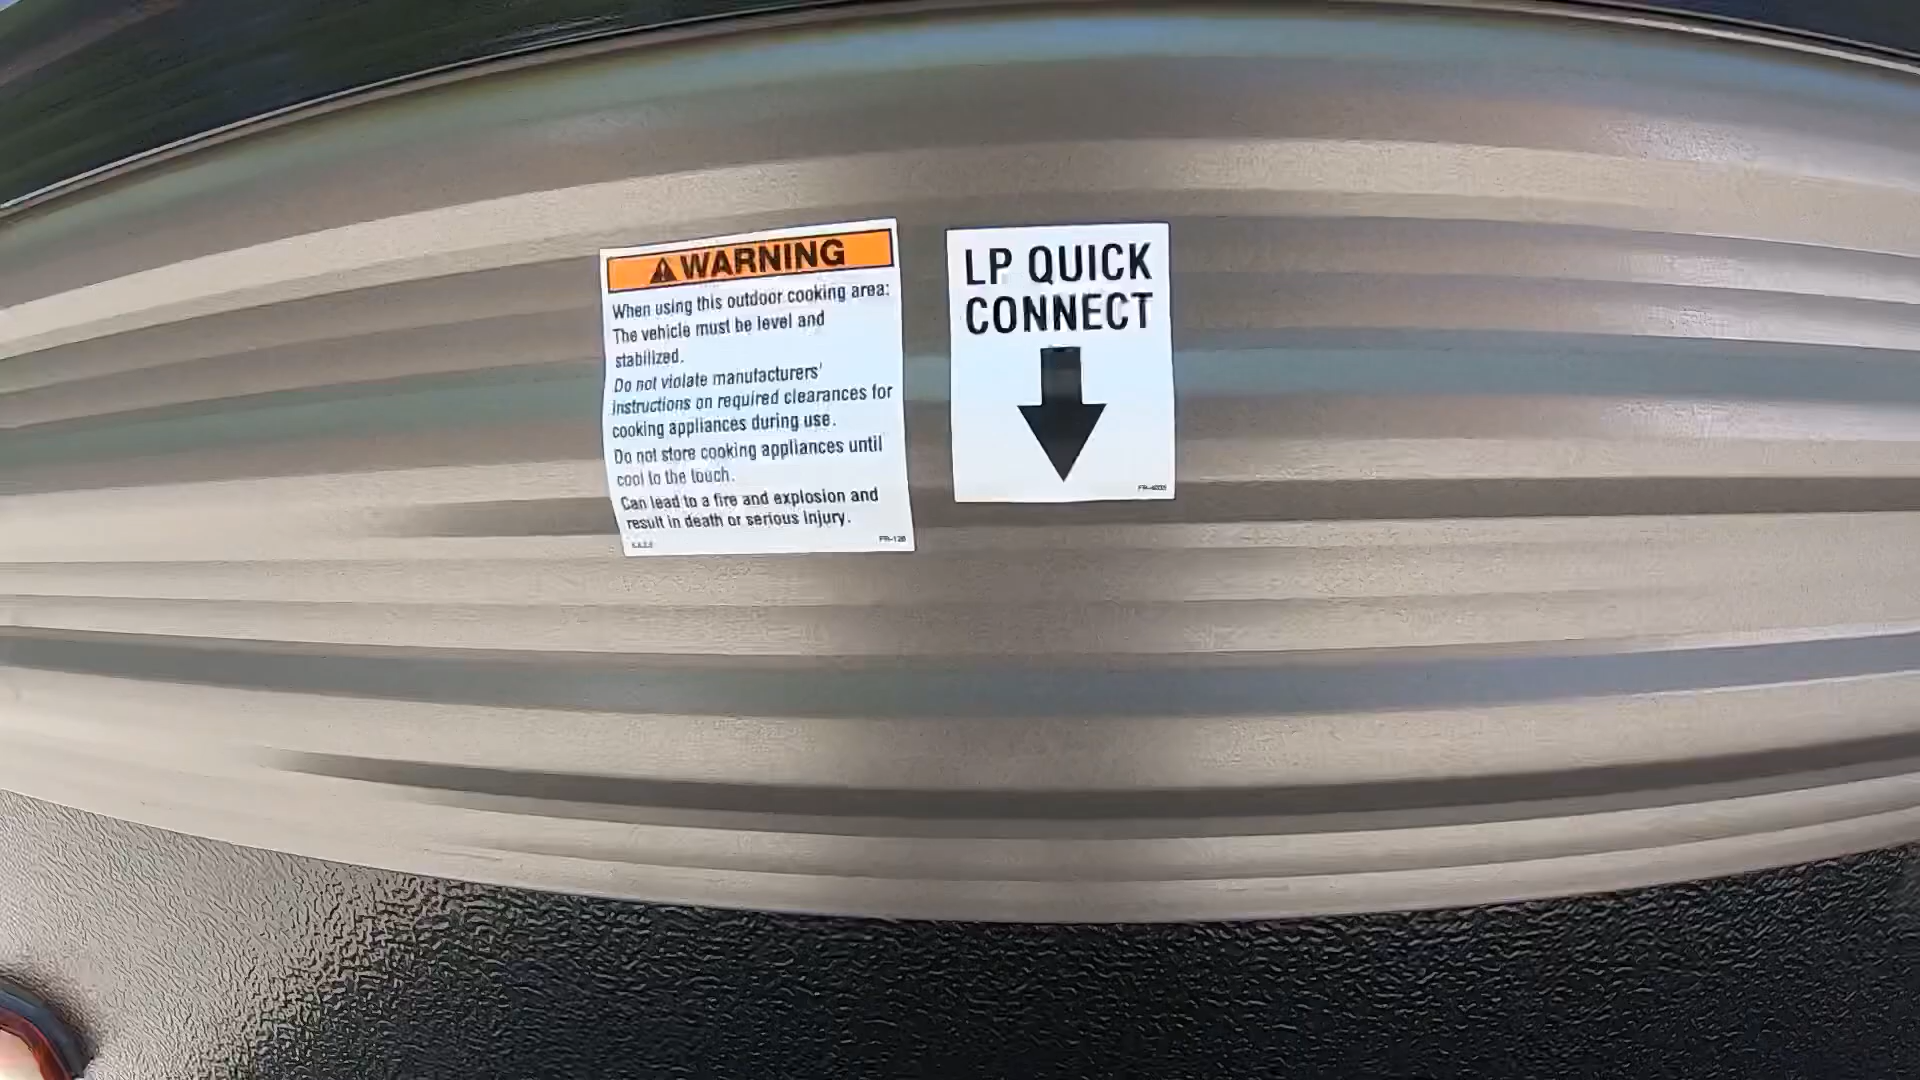 WARNING
When using this outdoor cooking area:
The vehicle must be level and
stabilized.
Do not violate manufacturers'
instructions on required clearances for
cooking appliances during use.
Do not store cooking appliances until
cool to the touch.
Can lead to a fire and explosion and
result in death or serious injury.
FR-128
LP QUICK
CONNECT